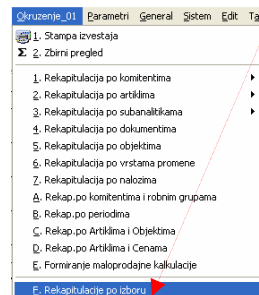 Okruzenje_01 Parametri General Sistem Edit Ta
1. Stampa izvestaja
Σ 2. Zbirni pregled
1. Rekapitulacija po komitentima
2. Rekapitulacija po artiklima
3. Rekapitulacija po subanalitikama
4. Rekapitulacija po dokumentima
5. Rekapitulacija po objektima
6. Rekapitulacija po vrstama promene
7. Rekapitulacija po nalozima
A. Rekap.po komitentima i robnim grupama
B. Rekap.po periodima
C. Rekap.po Artiklima i Objektima
D. Rekap.po Artiklima i Cenama
E. Formiranje maloprodajne kalkulacije
F. Rekapitulacije po izboru